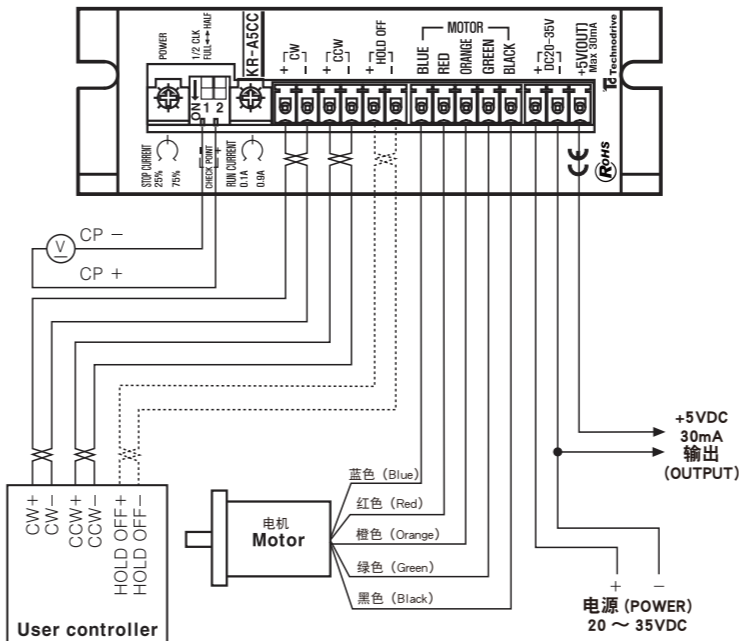 KR-A5CC
POWER
1/2 CLK
FULL↔HALF
ON↓
1 2
STOP CURRENT
25%
75%
CHECK POINT
- +
RUN CURRENT
0.1A
0.9A
+ CW -
+ CCW -
+ HOLD OFF -
MOTOR
BLUE
RED
ORANGE
GREEN
BLACK
+ DC20-35V -
+5V(OUT)
Max 30mA
Td Technodrive
CE
RoHS
V
CP -
CP +
+5VDC
30mA
输出
(OUTPUT)
蓝色 (Blue)
红色 (Red)
橙色 (Orange)
绿色 (Green)
黑色 (Black)
电机
Motor
CW+
CW-
CCW+
CCW-
HOLD OFF+
HOLD OFF-
User controller
+ -
电源 (POWER)
20 ～ 35VDC